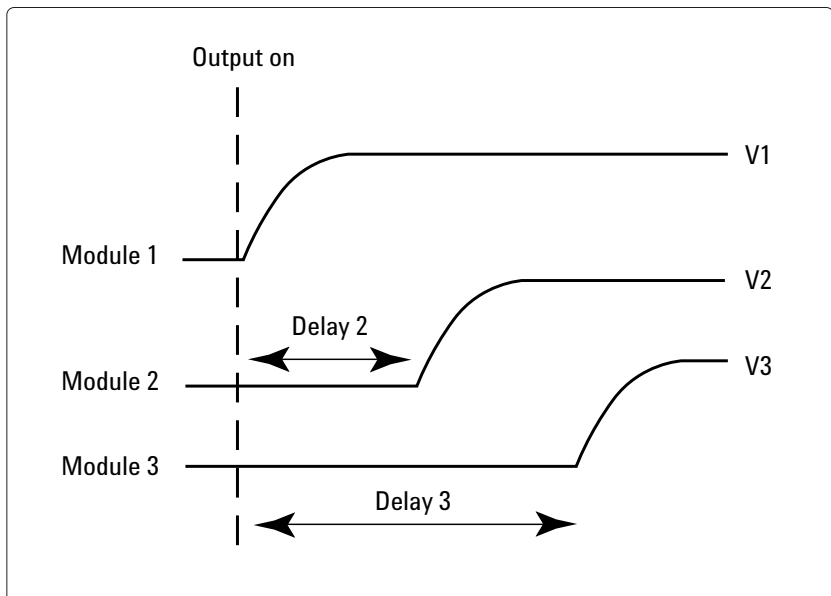 Output on
V1
Module 1
V2
Delay 2
V3
Module 2
Module 3
Delay 3